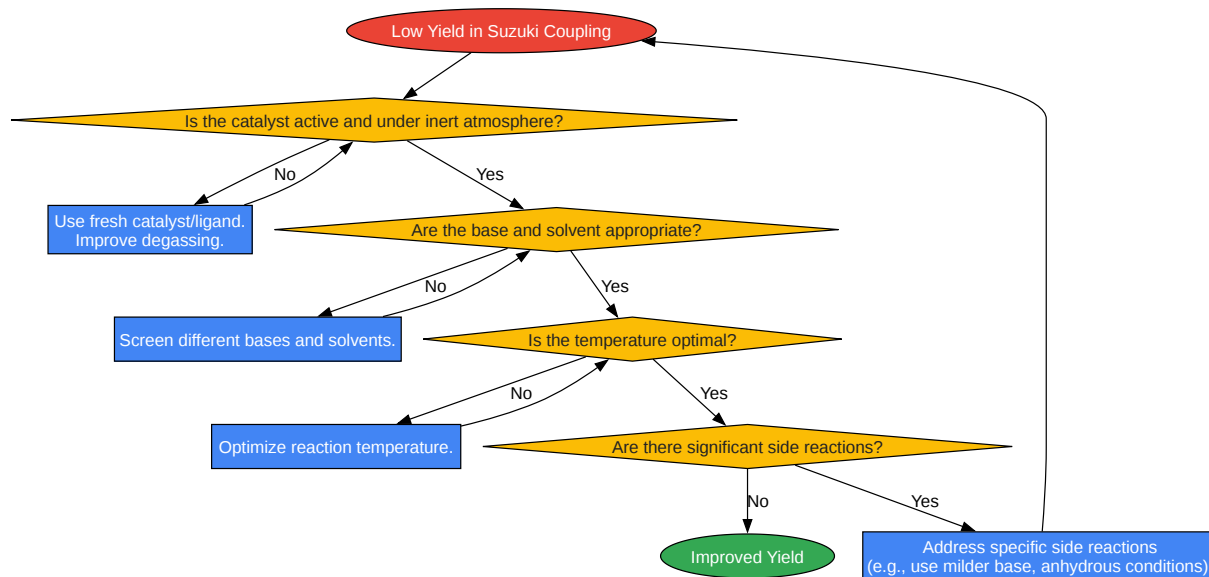 Low Yield in Suzuki Coupling
Is the catalyst active and under inert atmosphere?
No
Yes
Use fresh catalyst/ligand.
Improve degassing.
Are the base and solvent appropriate?
No
Yes
Screen different bases and solvents.
Is the temperature optimal?
No
Yes
Optimize reaction temperature.
Are there significant side reactions?
No
Yes
Improved Yield
Address specific side reactions
(e.g., use milder base, anhydrous conditions)